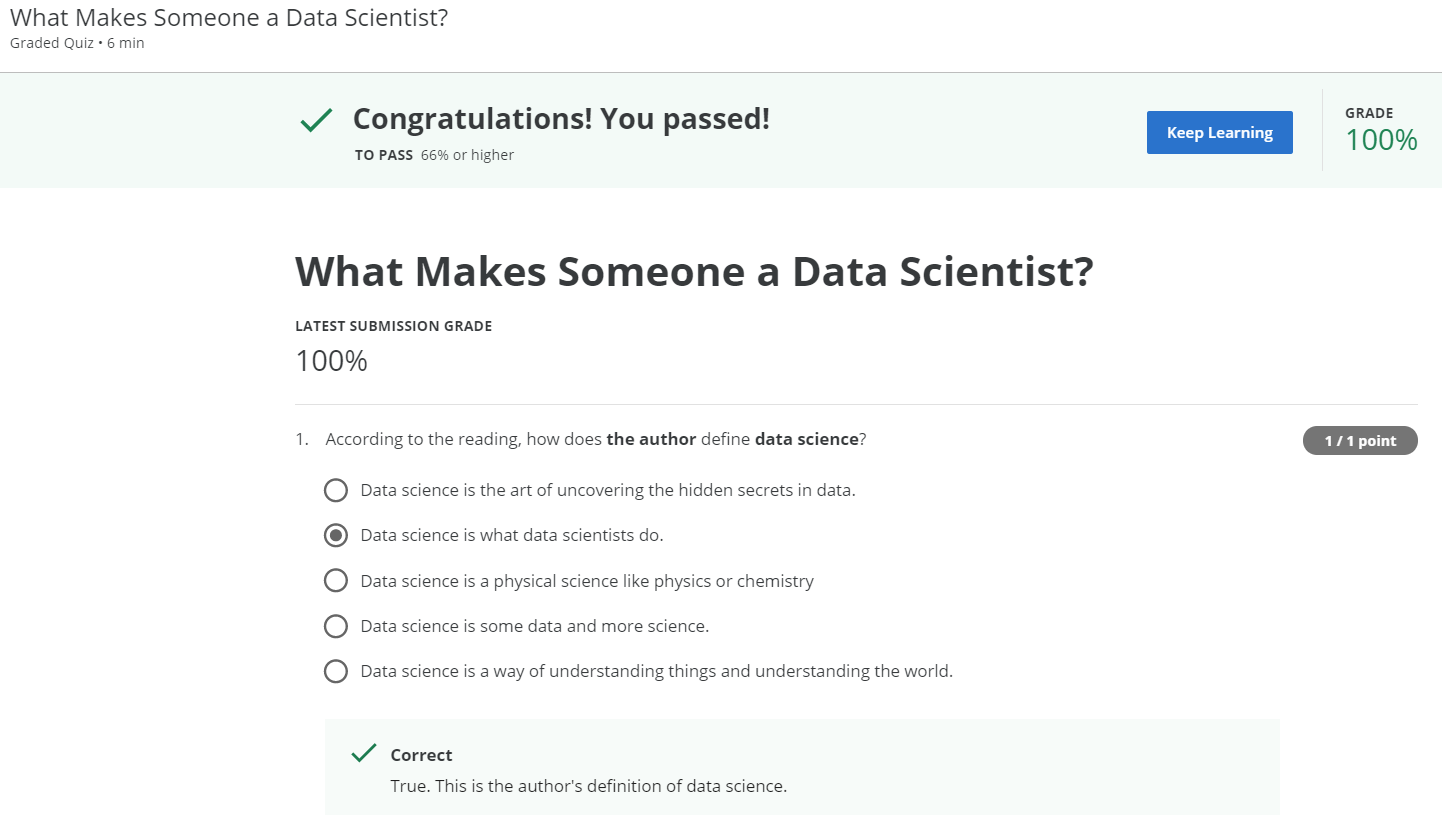 What Makes Someone a Data Scientist?
Graded Quiz • 6 min
Congratulations! You passed!
TO PASS 66% or higher
Keep Learning
GRADE
100%
What Makes Someone a Data Scientist?
LATEST SUBMISSION GRADE
100%
1. According to the reading, how does the author define data science?
1 / 1 point
Data science is the art of uncovering the hidden secrets in data.
Data science is what data scientists do.
Data science is a physical science like physics or chemistry
Data science is some data and more science.
Data science is a way of understanding things and understanding the world.
Correct
True. This is the author's definition of data science.